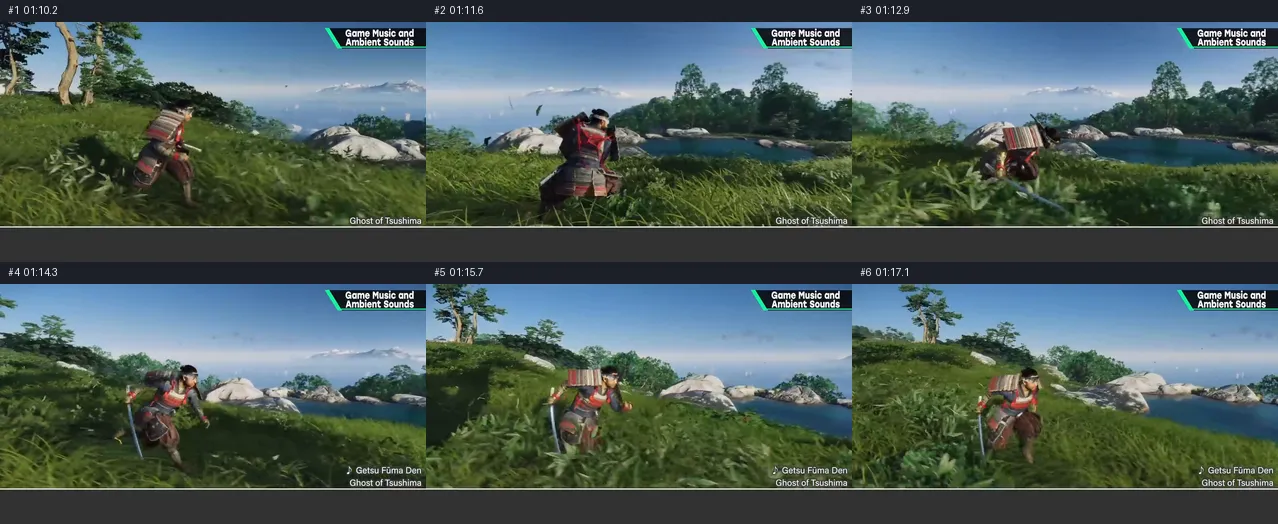 #1 01:10.2
Game Music and
Ambient Sounds
Ghost of Tsushima
#2 01:11.6
Game Music and
Ambient Sounds
Ghost of Tsushima
#3 01:12.9
Game Music and
Ambient Sounds
Ghost of Tsushima
#4 01:14.3
Game Music and
Ambient Sounds
♪ Getsu Fūma Den
Ghost of Tsushima
#5 01:15.7
Game Music and
Ambient Sounds
♪ Getsu Fūma Den
Ghost of Tsushima
#6 01:17.1
Game Music and
Ambient Sounds
♪ Getsu Fūma Den
Ghost of Tsushima